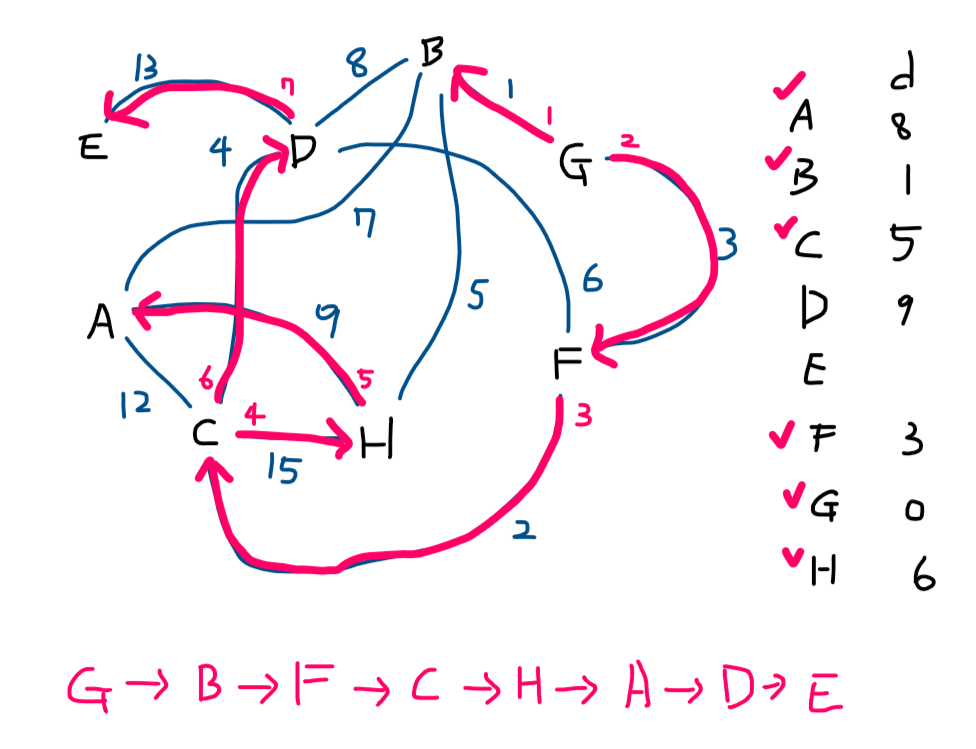 13
7
8
B
1
1
E
4
D
G
2
7
3
5
6
A
9
12
6
5
F
C
4
H
3
15
2
d
✓ A 8
✓ B 1
✓ C 5
D 9
E
✓ F 3
✓ G 0
✓ H 6
G → B → F → C → H → A → D → E